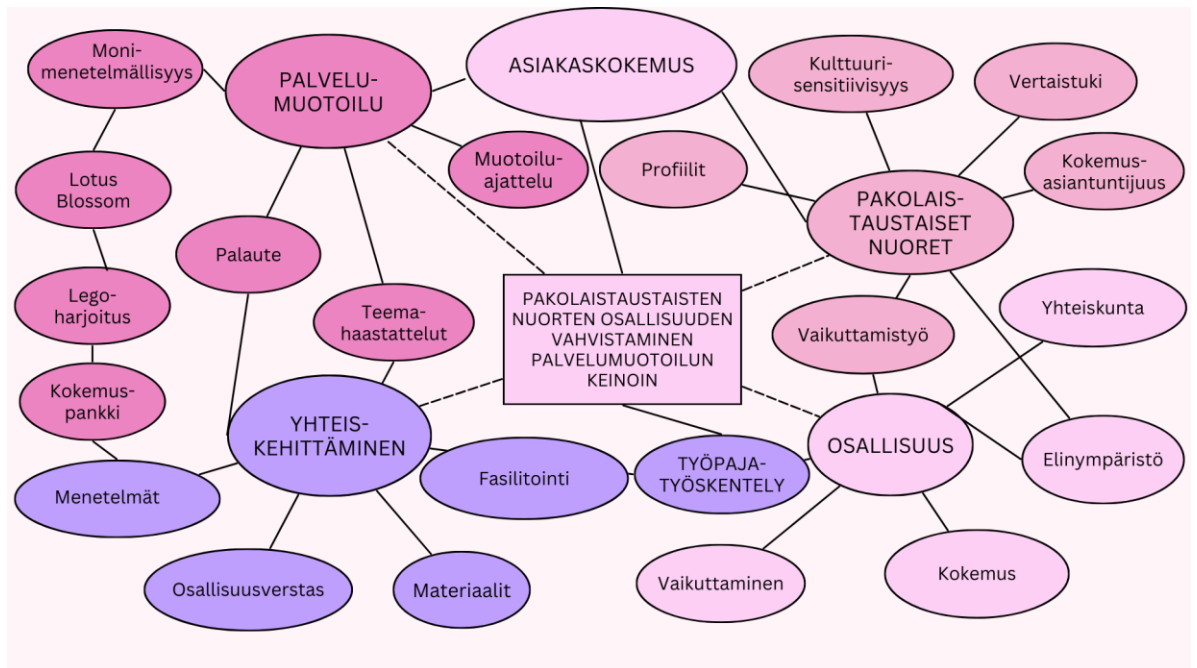 Moni-
menetelmällisyys
PALVELU-
MUOTOILU
ASIAKASKOKEMUS
Kulttuuri-
sensitiivisyys
Vertaistuki
Muotoilu-
ajattelu
Profiilit
Kokemus-
asiantuntijuus
Lotus
Blossom
PAKOLAIS-
TAUSTAISET
NUORET
Palaute
Lego-
harjoitus
Teema-
haastattelut
PAKOLAISTAUSTAISTEN
NUORTEN OSALLISUUDEN
VAHVISTAMINEN
PALVELUMUOTOILUN
KEINOIN
Vaikuttamistyö
Yhteiskunta
Kokemus-
pankki
YHTEIS-
KEHITTÄMINEN
OSALLISUUS
Elinympäristö
Menetelmät
Fasilitointi
TYÖPAJA-
TYÖSKENTELY
Osallisuusverstas
Materiaalit
Vaikuttaminen
Kokemus